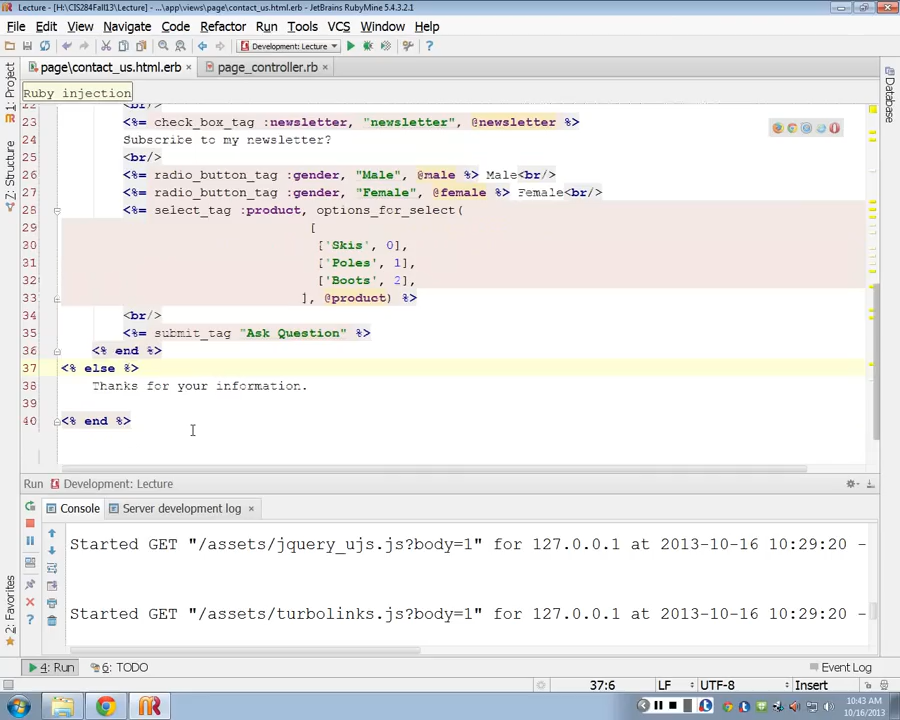 Lecture - [H:\CIS284Fall13\Lecture] - ...\app\views\page\contact_us.html.erb - JetBrains RubyMine 5.4.3.2.1
File Edit View Navigate Code Refactor Run Tools VCS Window Help
Development: Lecture
page\contact_us.html.erb page_controller.rb
Ruby injection
22 <br/>
23 <%= check_box_tag :newsletter, "newsletter", @newsletter %>
24 Subscribe to my newsletter?
25 <br/>
26 <%= radio_button_tag :gender, "Male", @male %> Male<br/>
27 <%= radio_button_tag :gender, "Female", @female %> Female<br/>
28 <%= select_tag :product, options_for_select(
29 [
30 ['Skis', 0],
31 ['Poles', 1],
32 ['Boots', 2],
33 ], @product) %>
34 <br/>
35 <%= submit_tag "Ask Question" %>
36 <% end %>
37 <% else %>
38 Thanks for your information.
39
40 <% end %>
1: Project
Z: Structure
2: Favorites
Database
Run Development: Lecture
Console Server development log
Started GET "/assets/jquery_ujs.js?body=1" for 127.0.0.1 at 2013-10-16 10:29:20 -
Started GET "/assets/turbolinks.js?body=1" for 127.0.0.1 at 2013-10-16 10:29:20 -
4: Run 6: TODO Event Log
37:6 LF UTF-8 Insert
10:43 AM
10/16/2013